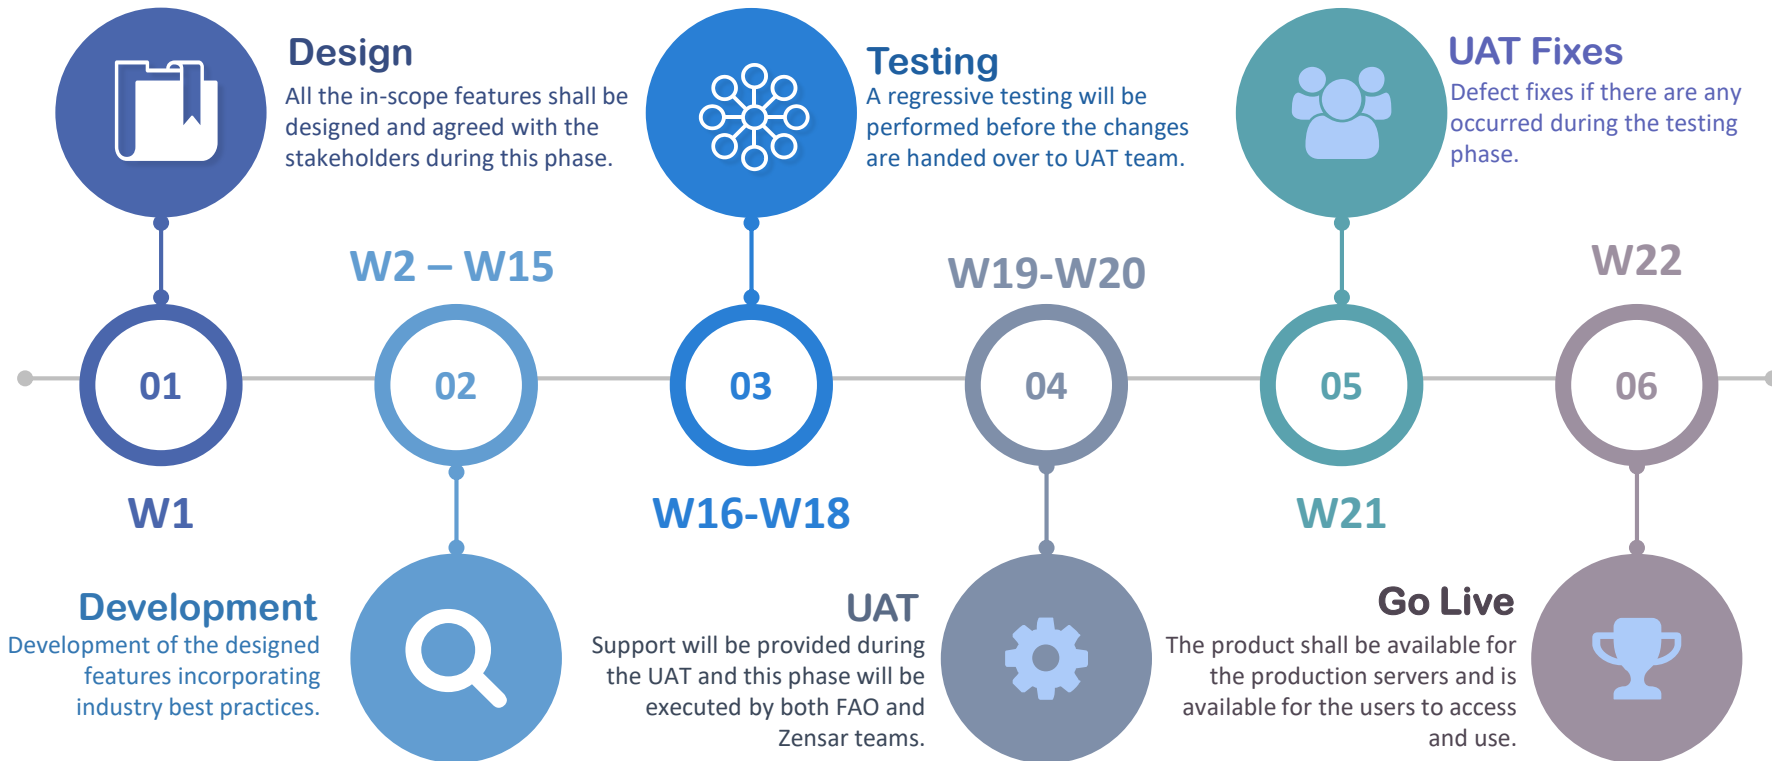 Design
All the in-scope features shall be
designed and agreed with the
stakeholders during this phase.
01
W1
W2 – W15
02
Development
Development of the designed
features incorporating
industry best practices.
Testing
A regressive testing will be
performed before the changes
are handed over to UAT team.
03
W16-W18
W19-W20
04
UAT
Support will be provided during
the UAT and this phase will be
executed by both FAO and
Zensar teams.
UAT Fixes
Defect fixes if there are any
occurred during the testing
phase.
05
W21
W22
06
Go Live
The product shall be available for
the production servers and is
available for the users to access
and use.